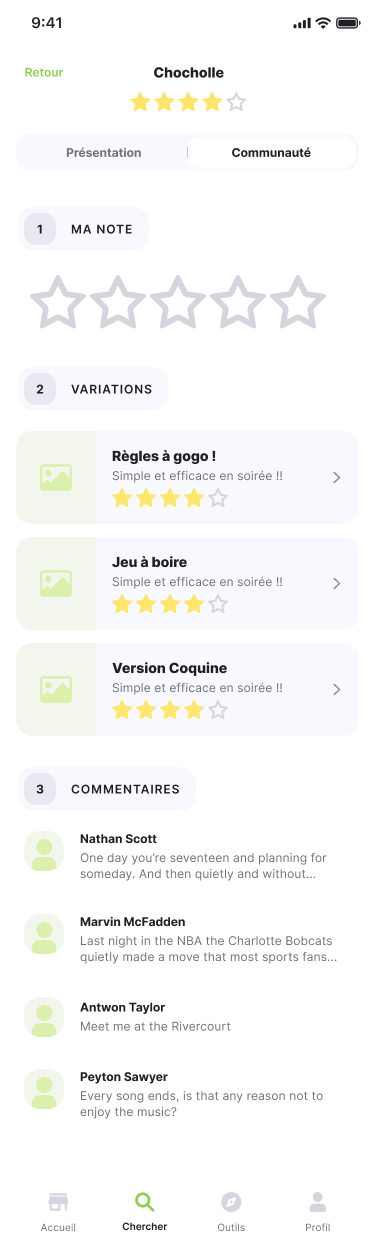 9:41
Retour
Chocholle
Présentation
Communauté
1 MA NOTE
2 VARIATIONS
Règles à gogo !
Simple et efficace en soirée !!
Jeu à boire
Simple et efficace en soirée !!
Version Coquine
Simple et efficace en soirée !!
3 COMMENTAIRES
Nathan Scott
One day you’re seventeen and planning for
someday. And then quietly and without...
Marvin McFadden
Last night in the NBA the Charlotte Bobcats
quietly made a move that most sports fans...
Antwon Taylor
Meet me at the Rivercourt
Peyton Sawyer
Every song ends, is that any reason not to
enjoy the music?
Accueil
Chercher
Outils
Profil